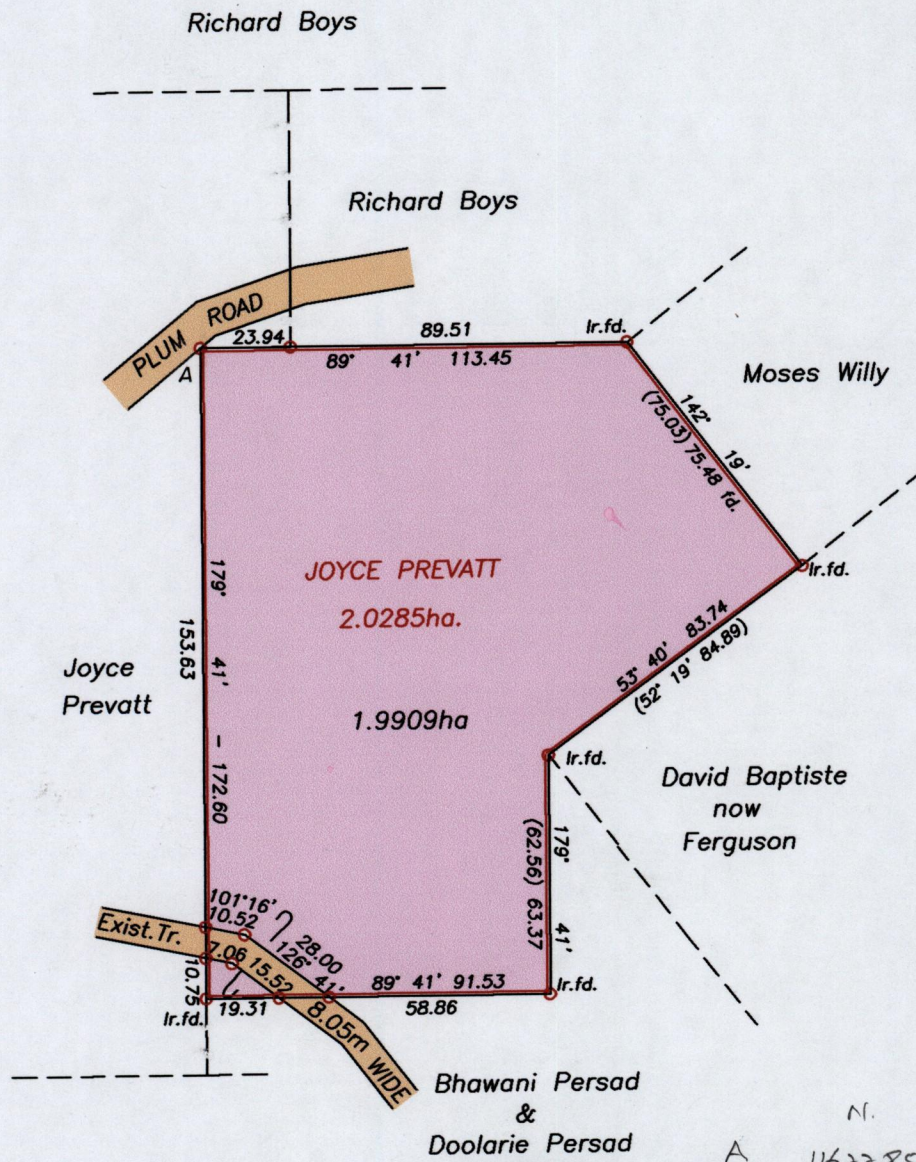 Richard Boys
Richard Boys
PLUM ROAD
23.94
89.51
Ir.fd.
A
89° 41' 113.45
Moses Willy
142° 19'
(75.03) 75.48 fd.
Ir.fd.
JOYCE PREVATT
2.0285ha.
179° 41' - 172.60
153.63
Joyce
Prevatt
53° 40' 83.74
(52° 19' 84.89)
1.9909ha
Ir.fd.
David Baptiste
now
Ferguson
179° 41'
(62.56) 63.37
101°16'
10.52
28.00
126° 41'
Exist.Tr.
7.06
15.52
10.75
89° 41' 91.53
Ir.fd.
Ir.fd.
19.31
58.86
8.05m WIDE
Bhawani Persad
&
Doolarie Persad
N.
A